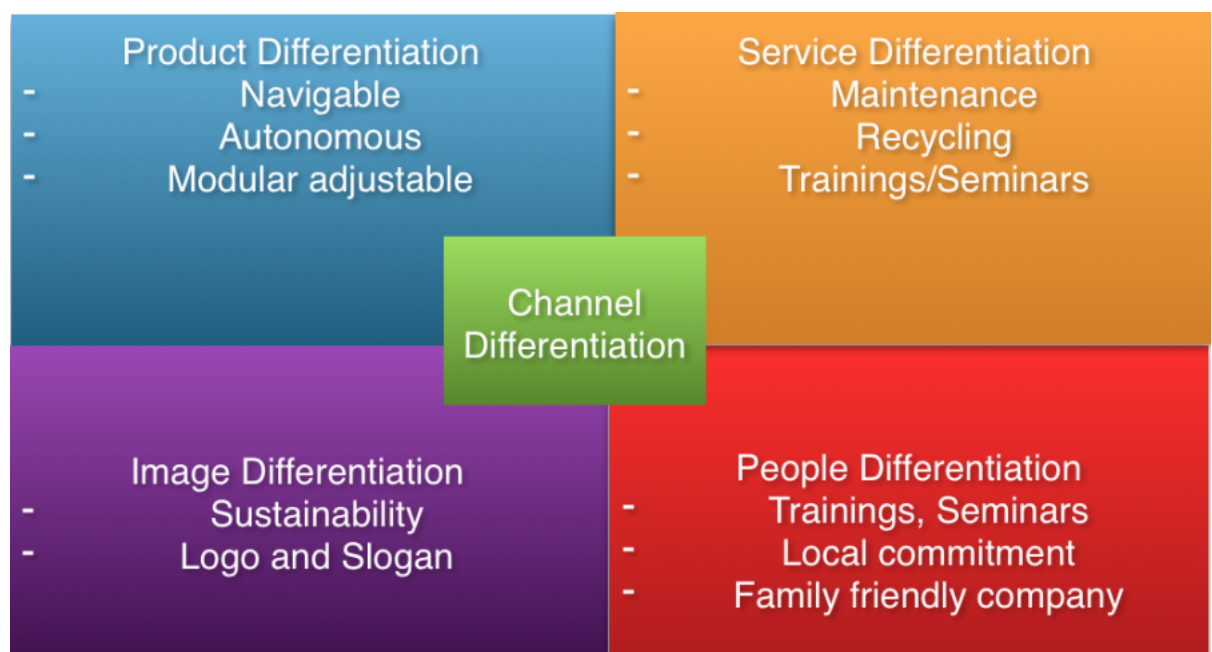 Product Differentiation
- Navigable
- Autonomous
- Modular adjustable
Service Differentiation
- Maintenance
- Recycling
- Trainings/Seminars
Channel
Differentiation
Image Differentiation
- Sustainability
- Logo and Slogan
People Differentiation
- Trainings, Seminars
- Local commitment
- Family friendly company